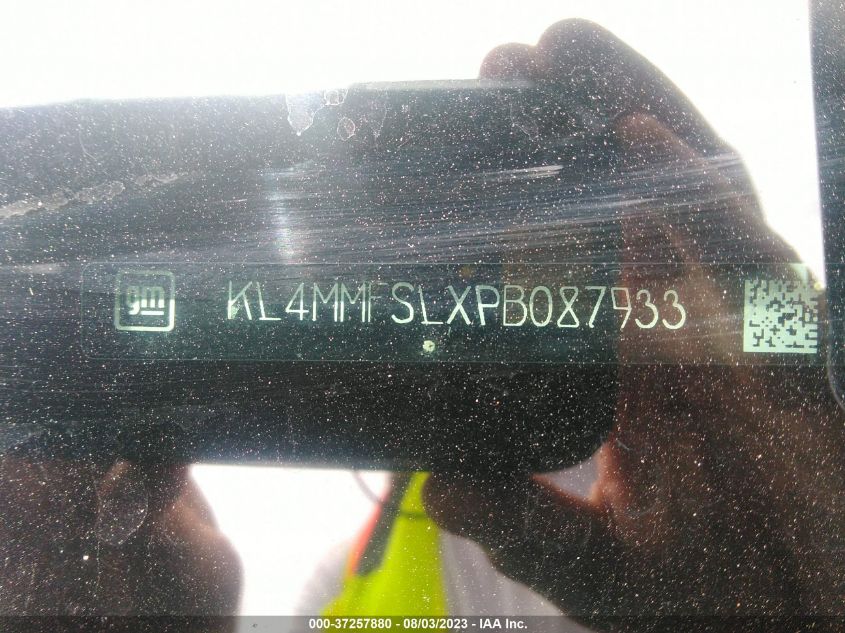 gm KL4MMFSLXPB087933
000-37257880 - 08/03/2023 - IAA Inc.